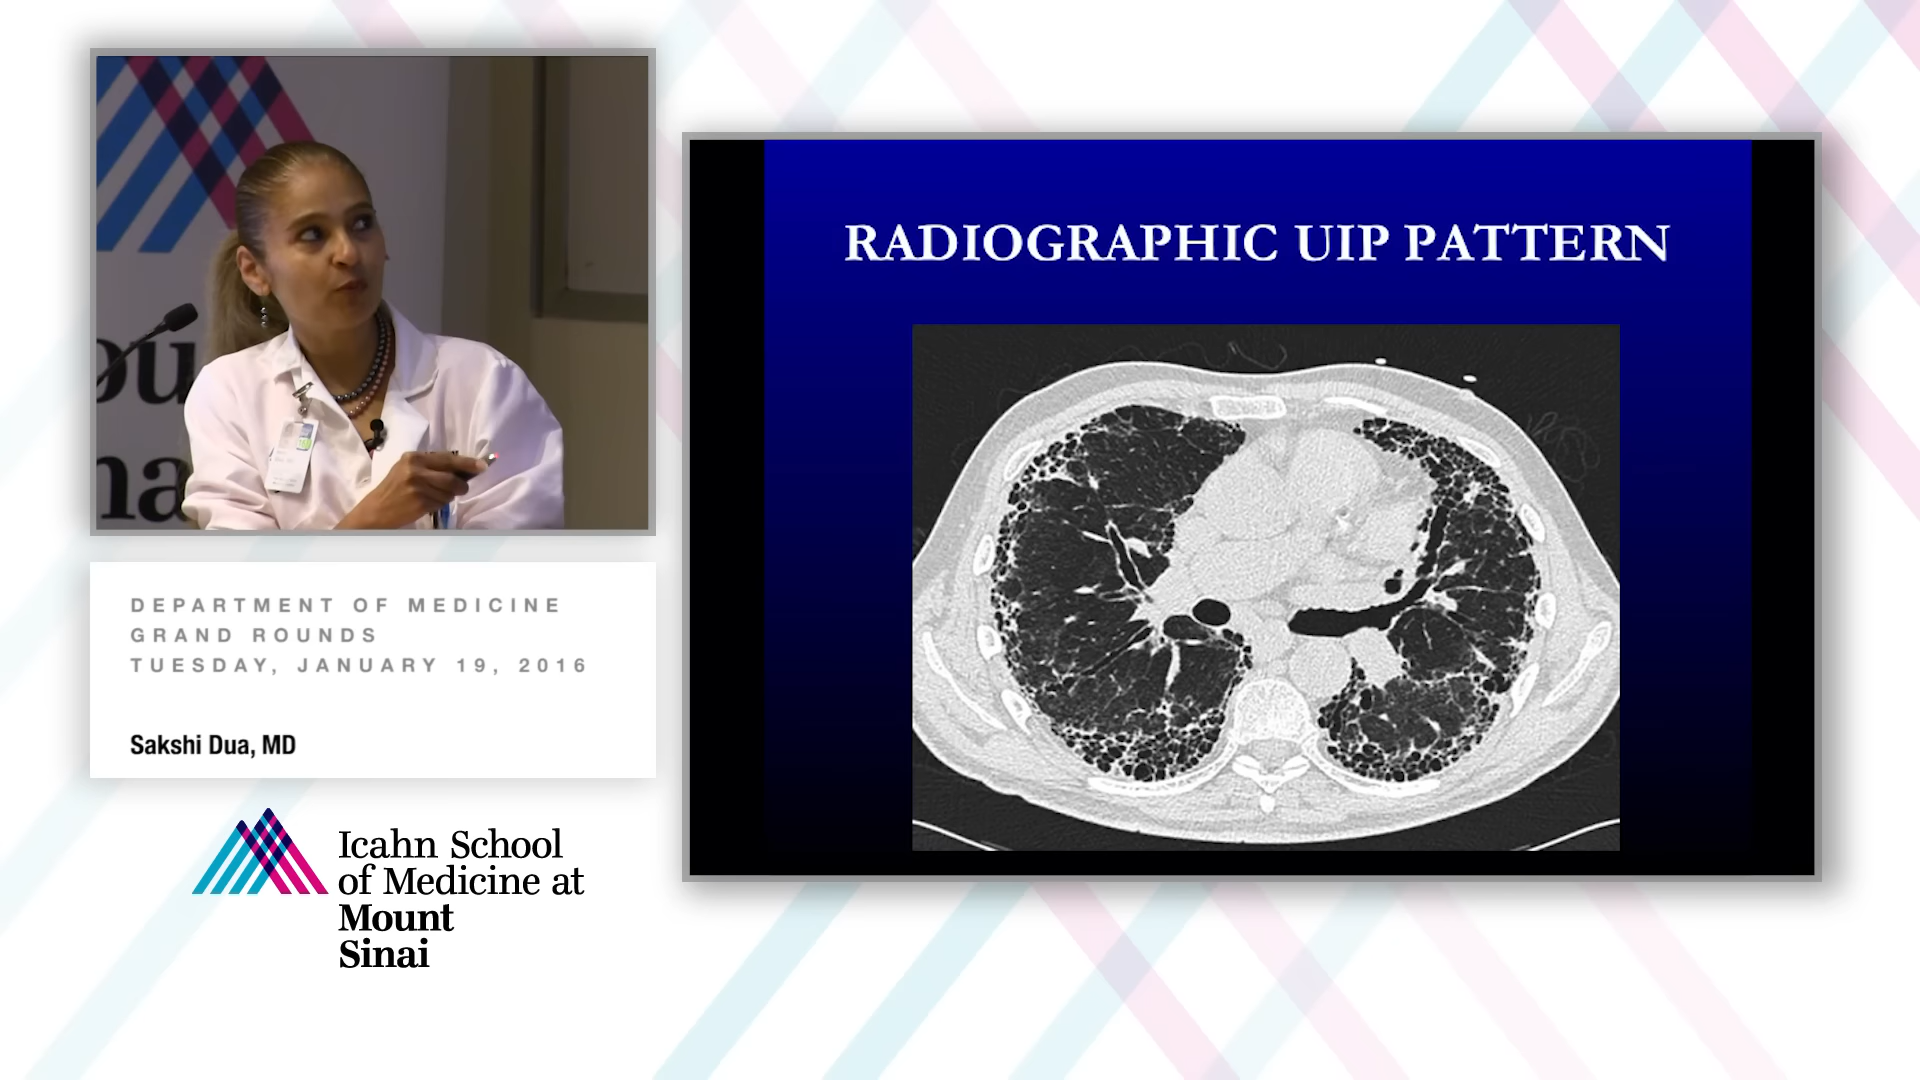 DEPARTMENT OF MEDICINE
GRAND ROUNDS
TUESDAY, JANUARY 19, 2016
Sakshi Dua, MD
Icahn School
of Medicine at
Mount
Sinai
RADIOGRAPHIC UIP PATTERN